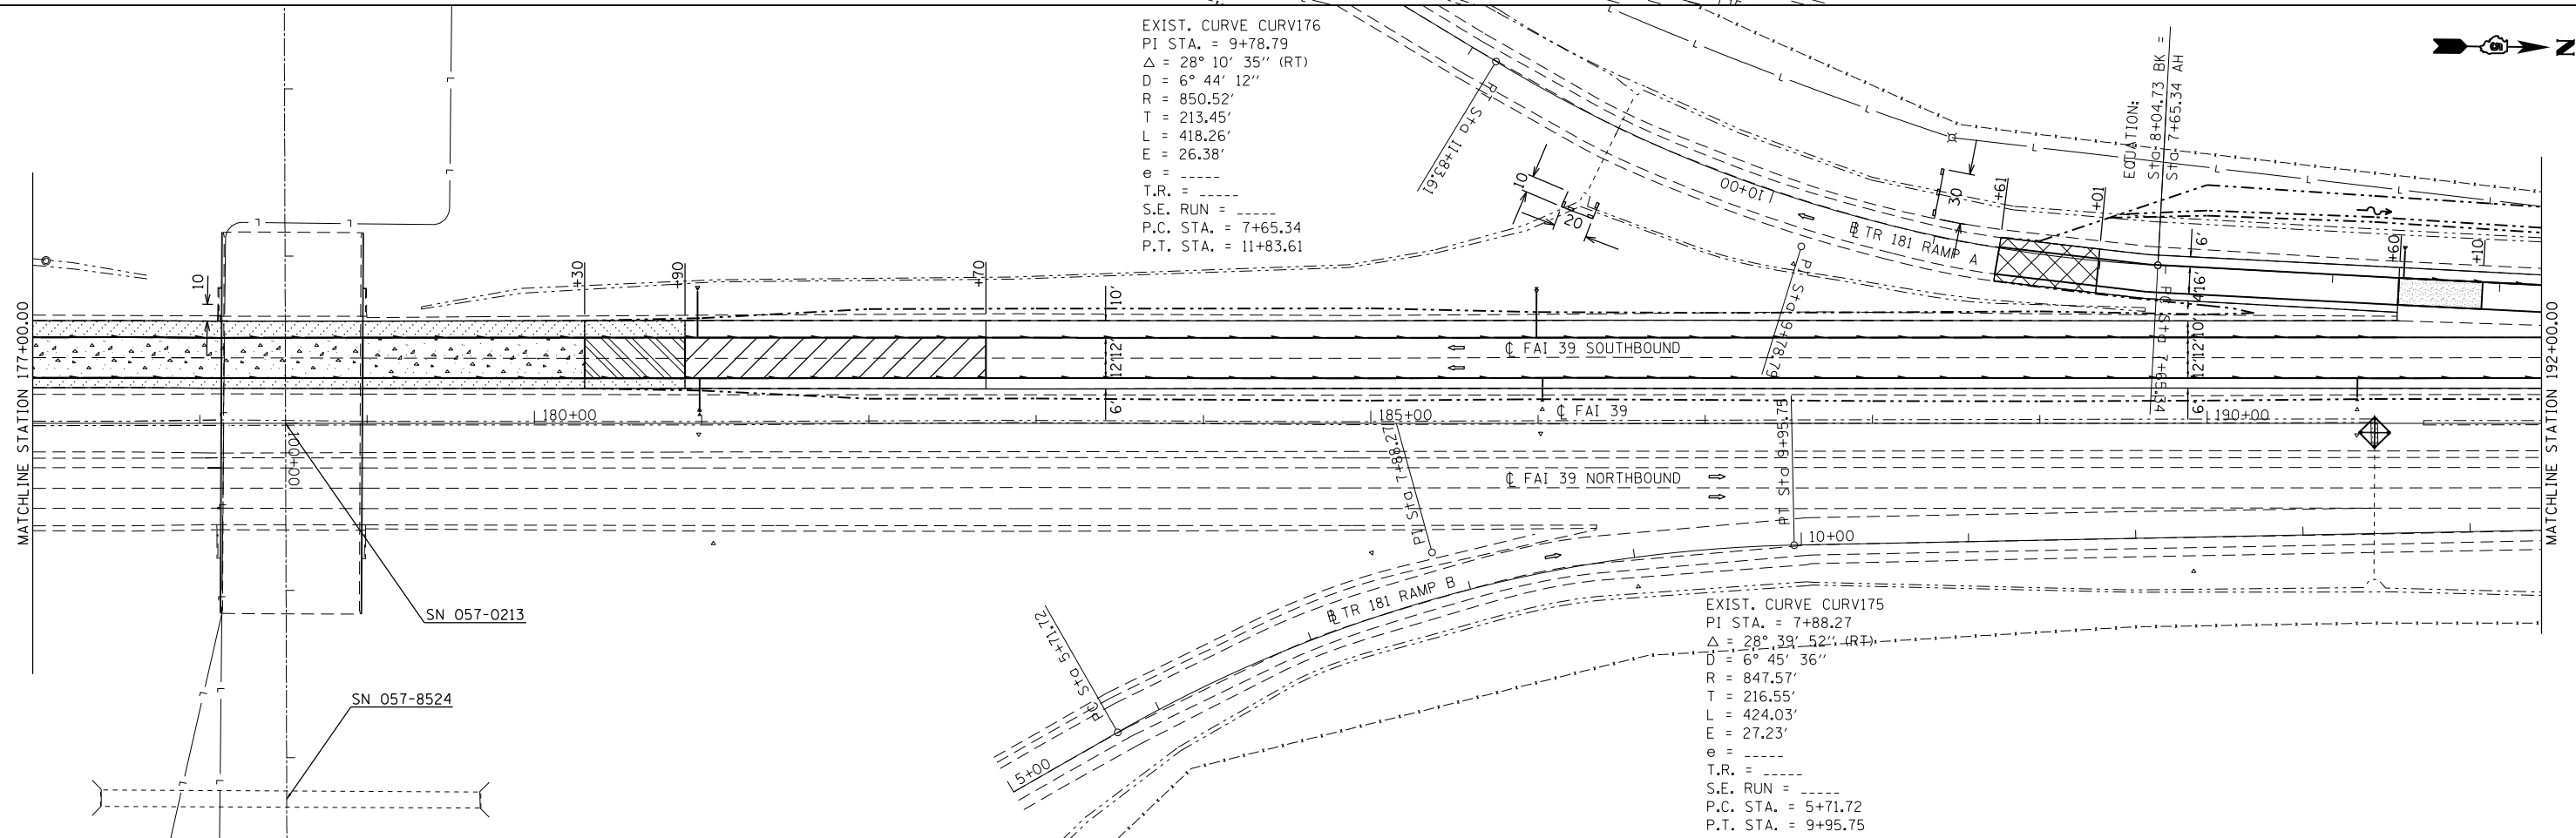 EXIST. CURVE CURV176
PI STA. = 9+78.79
Δ = 28° 10' 35'' (RT)
D = 6° 44' 12''
R = 850.52'
T = 213.45'
L = 418.26'
E = 26.38'
e = _____
T.R. = _____
S.E. RUN = _____
P.C. STA. = 7+65.34
P.T. STA. = 11+83.61
N
EQUATION:
Sta 8+04.73 BK =
Sta 7+65.34 AH
PT Sta 11+83.61
10
20
30
10+00
+61
+01
℄ TR 181 RAMP A
6'
4'
16'
+60
+10
PI Sta 9+78.79
PC Sta 7+65.34
MATCHLINE STATION 177+00.00
10
+30
+90
+70
10'
12'
12'
6'
℄ FAI 39 SOUTHBOUND
10'
12'
12'
6'
MATCHLINE STATION 192+00.00
180+00
185+00
℄ FAI 39
190+00
10+00
℄ FAI 39 NORTHBOUND
PI Sta 7+88.27
PT Sta 9+95.75
10+00
℄ TR 181 RAMP B
PC Sta 5+71.72
5+00
SN 057-0213
SN 057-8524
EXIST. CURVE CURV175
PI STA. = 7+88.27
Δ = 28° 39' 52'' (RT)
D = 6° 45' 36''
R = 847.57'
T = 216.55'
L = 424.03'
E = 27.23'
e = _____
T.R. = _____
S.E. RUN = _____
P.C. STA. = 5+71.72
P.T. STA. = 9+95.75